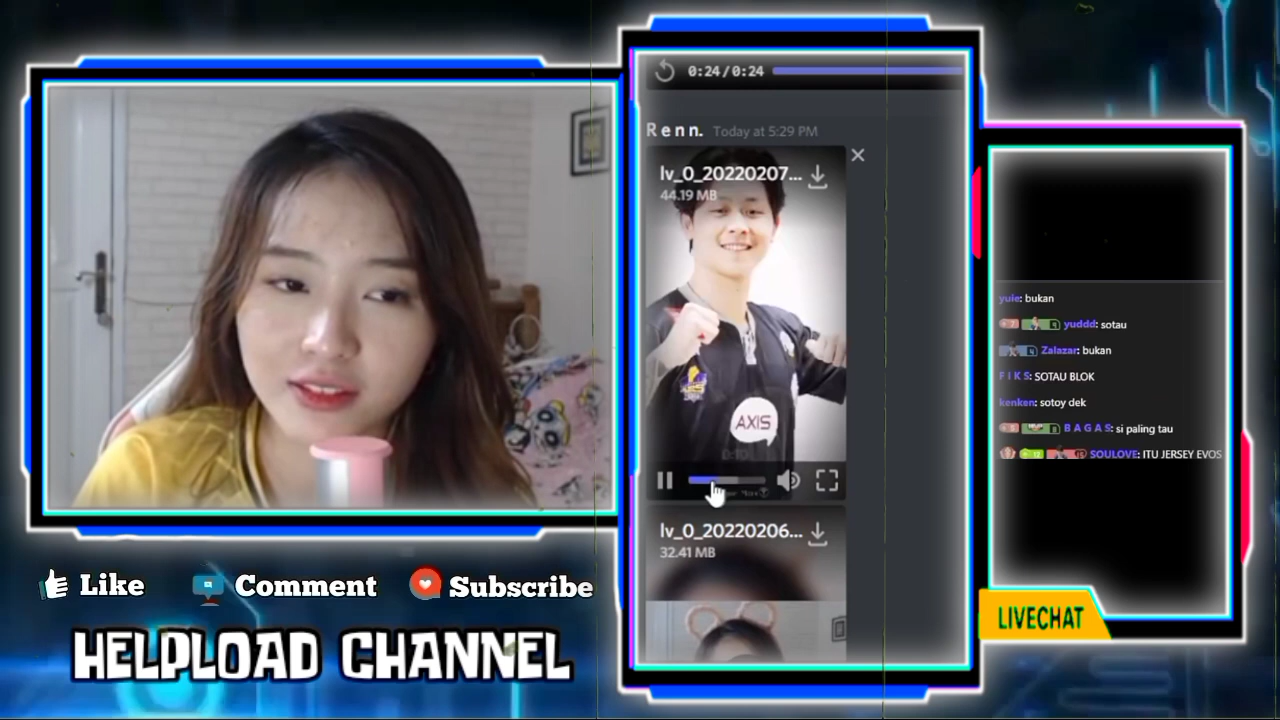 0:24/0:24
Renn. Today at 5:29 PM
lv_0_20220207...
44.19 MB
AXIS
lv_0_20220206...
32.41 MB
yuie: bukan
yuddd: sotau
Zalazar: bukan
F I K S: SOTAU BLOK
kenken: sotoy dek
B A G A S: si paling tau
SOULOVE: ITU JERSEY EVOS
LIVECHAT
Like
Comment
Subscribe
HELPLOAD CHANNEL